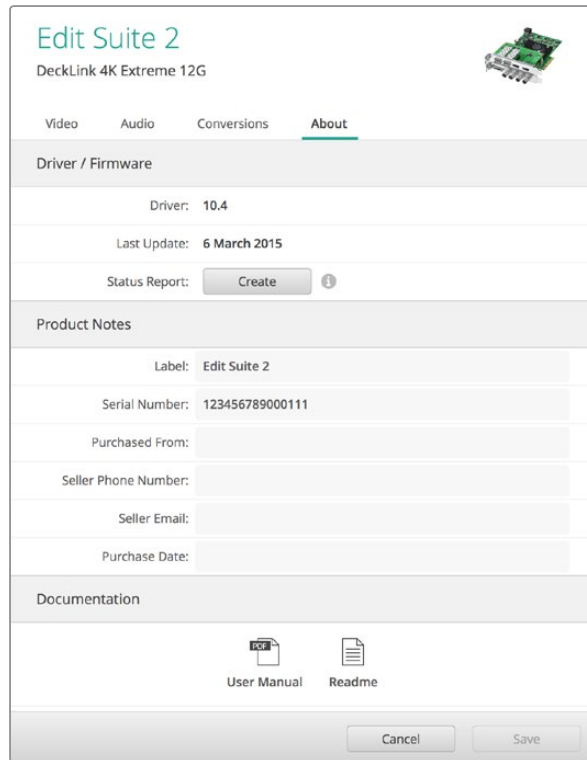 Edit Suite 2
DeckLink 4K Extreme 12G
Video Audio Conversions About
Driver / Firmware
Driver: 10.4
Last Update: 6 March 2015
Status Report: Create
Product Notes
Label: Edit Suite 2
Serial Number: 123456789000111
Purchased From:
Seller Phone Number:
Seller Email:
Purchase Date:
Documentation
PDF
User Manual Readme
Cancel Save